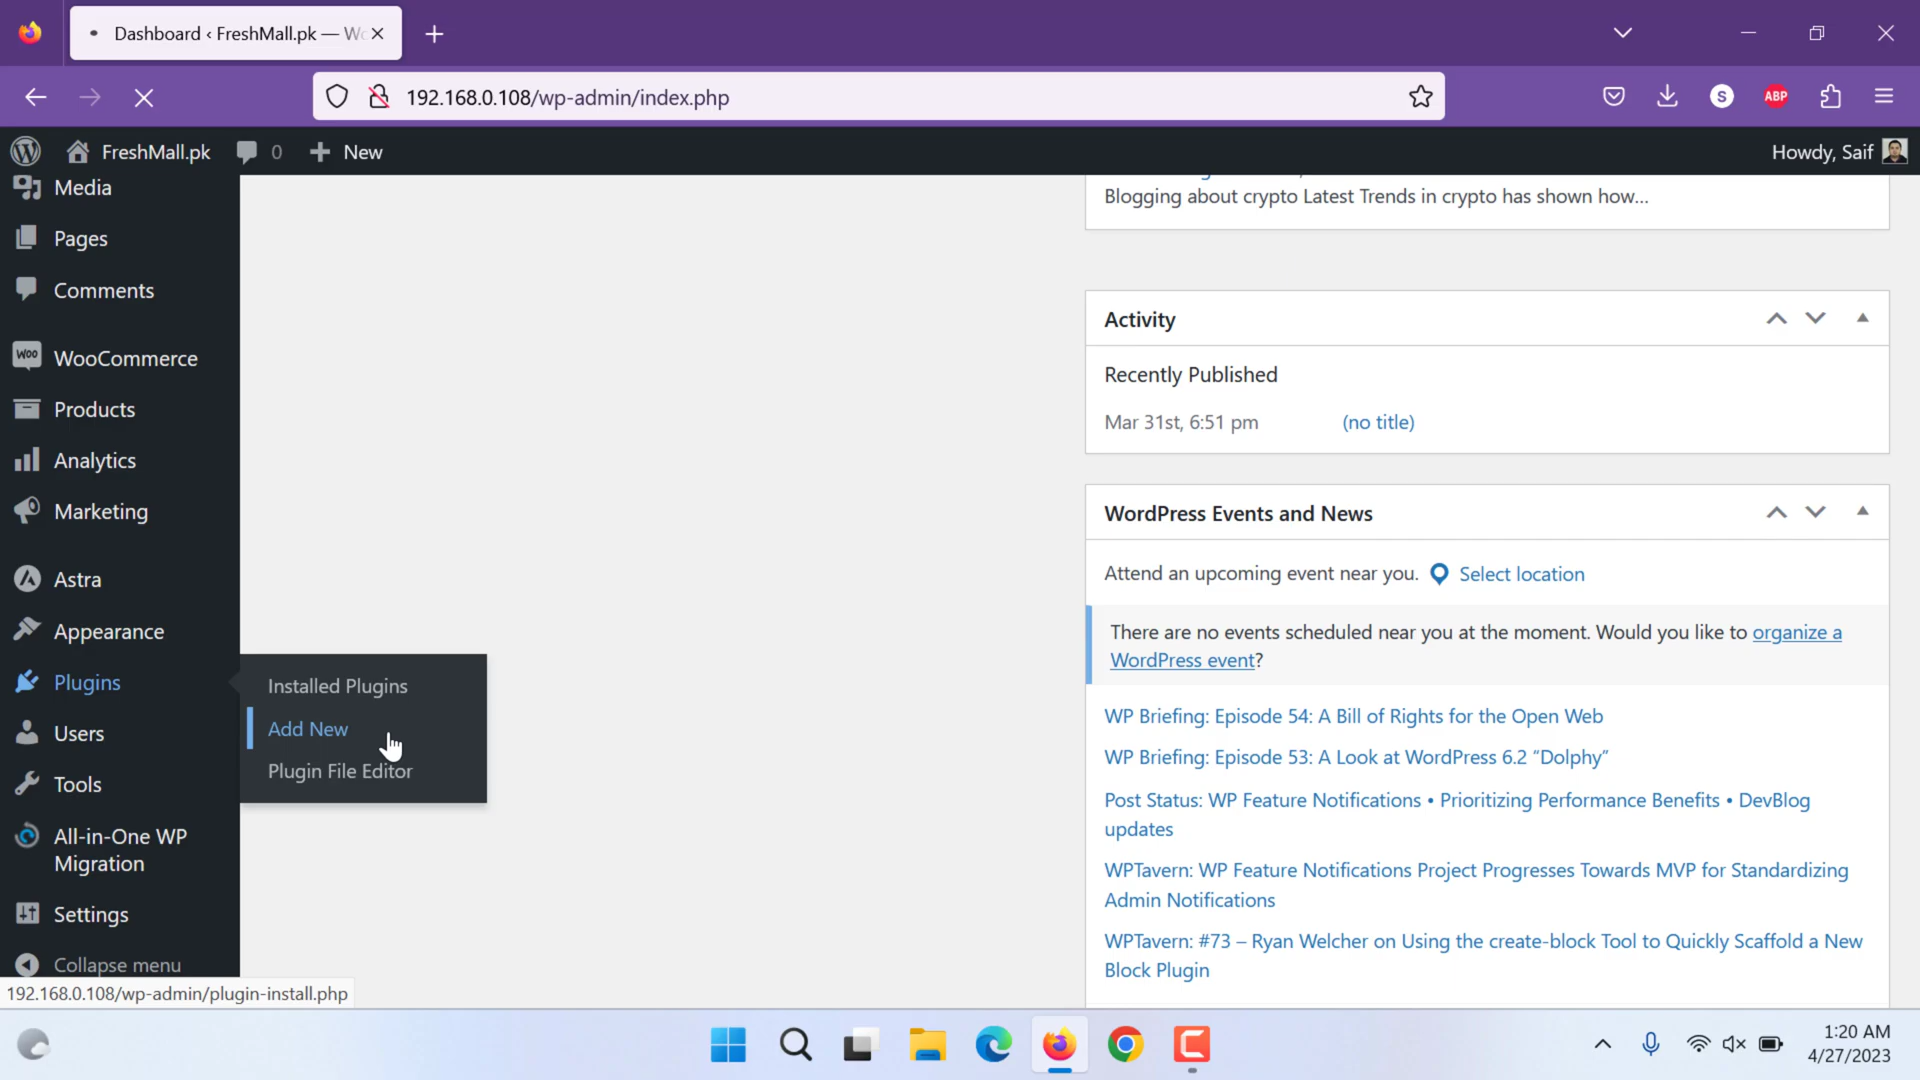 Dashboard ‹ FreshMall.pk — Wo
192.168.0.108/wp-admin/index.php
S
ABP
FreshMall.pk
0
New
Howdy, Saif
Media
Pages
Comments
Woo
WooCommerce
Products
Analytics
Marketing
Astra
Appearance
Plugins
Users
Tools
All-in-One WP
Migration
Settings
Collapse menu
Installed Plugins
Add New
Plugin File Editor
192.168.0.108/wp-admin/plugin-install.php
Blogging about crypto Latest Trends in crypto has shown how…
Activity
Recently Published
Mar 31st, 6:51 pm
(no title)
WordPress Events and News
Attend an upcoming event near you.
Select location
There are no events scheduled near you at the moment. Would you like to organize a
WordPress event?
WP Briefing: Episode 54: A Bill of Rights for the Open Web
WP Briefing: Episode 53: A Look at WordPress 6.2 “Dolphy”
Post Status: WP Feature Notifications • Prioritizing Performance Benefits • DevBlog
updates
WPTavern: WP Feature Notifications Project Progresses Towards MVP for Standardizing
Admin Notifications
WPTavern: #73 – Ryan Welcher on Using the create-block Tool to Quickly Scaffold a New
Block Plugin
1:20 AM
4/27/2023